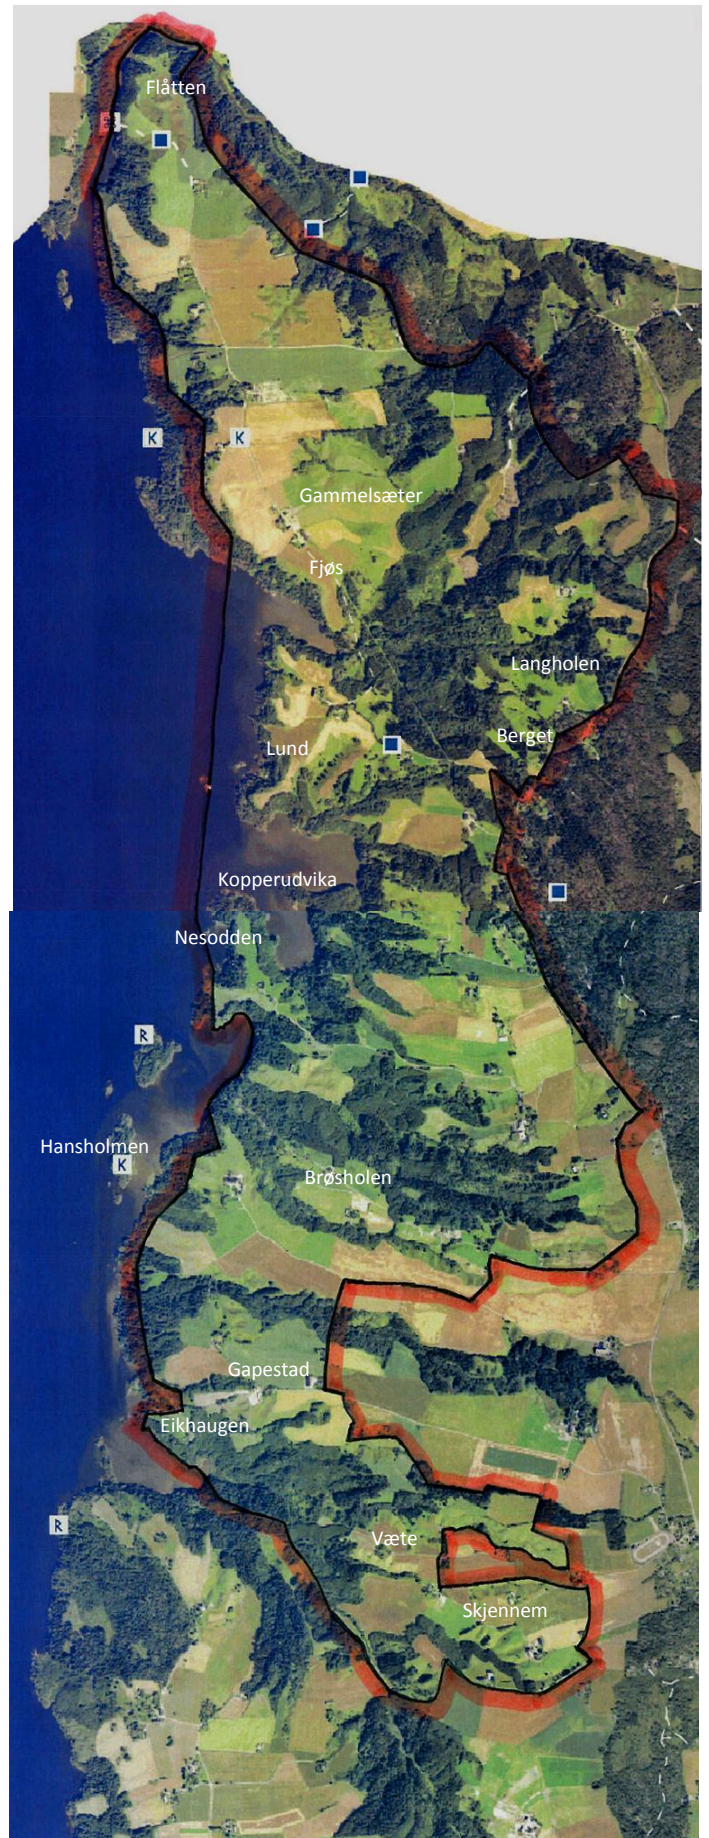 Flåtten
K
K
Gammelsæter
Fjøs
Langholen
Berget
Lund
Kopperudvika
Nesodden
R
Hansholmen
K
Brøsholen
Gapestad
Eikhaugen
R
Væte
Skjennem